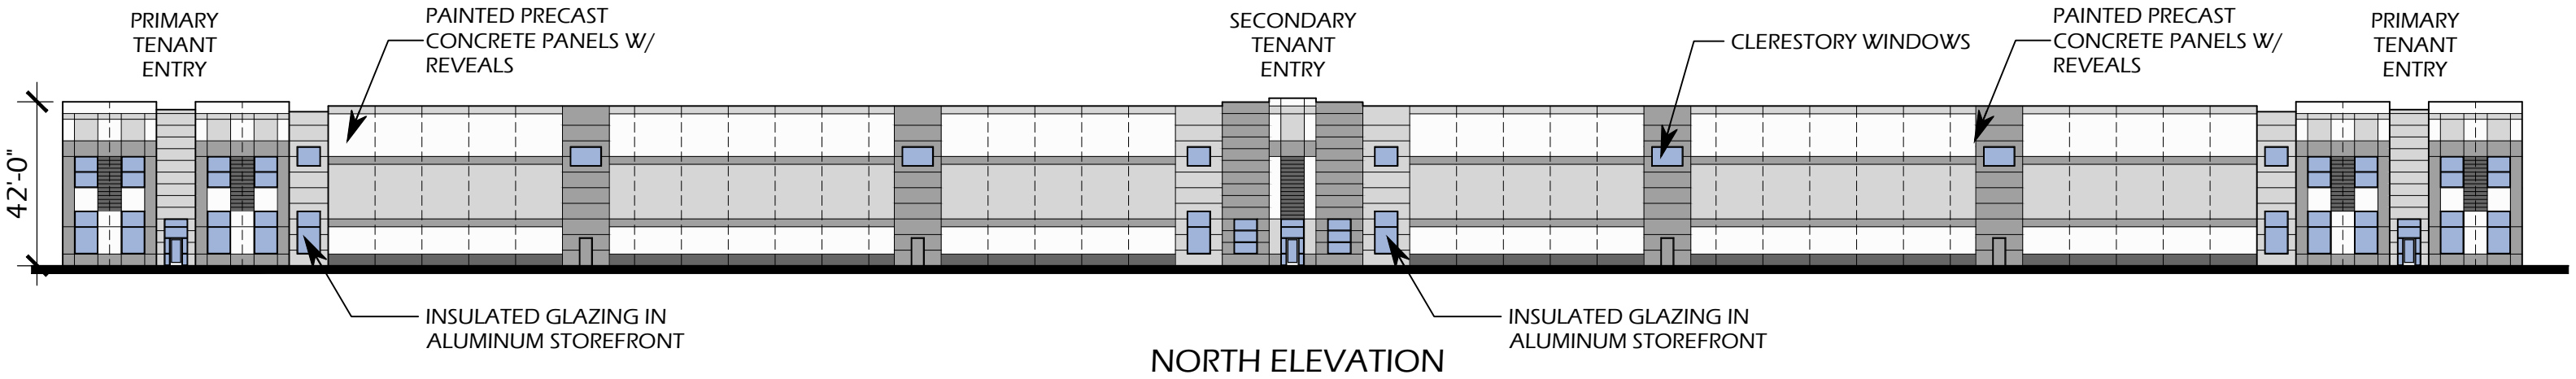 PRIMARY
TENANT
ENTRY
PAINTED PRECAST
CONCRETE PANELS W/
REVEALS
SECONDARY
TENANT
ENTRY
CLERESTORY WINDOWS
PAINTED PRECAST
CONCRETE PANELS W/
REVEALS
PRIMARY
TENANT
ENTRY
42'-0"
INSULATED GLAZING IN
ALUMINUM STOREFRONT
INSULATED GLAZING IN
ALUMINUM STOREFRONT
NORTH ELEVATION